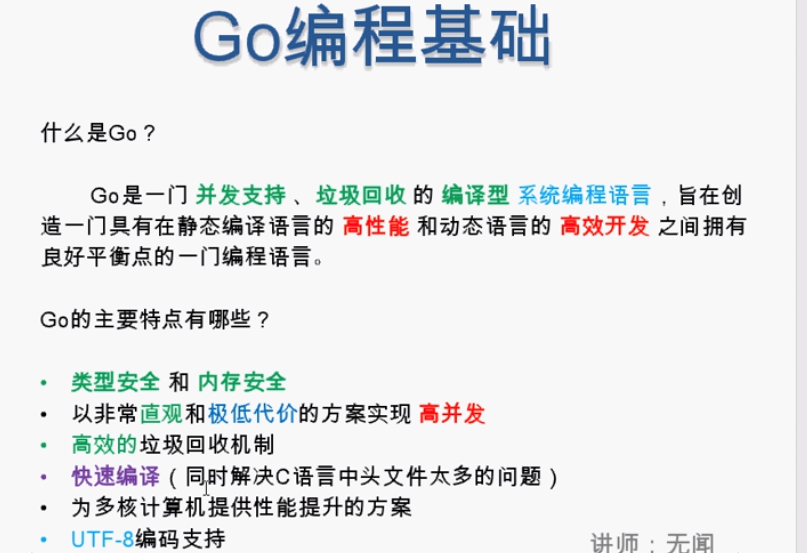 Go编程基础
什么是Go？
Go是一门 并发支持 、垃圾回收 的 编译型 系统编程语言，旨在创
造一门具有在静态编译语言的 高性能 和动态语言的 高效开发 之间拥有
良好平衡点的一门编程语言。
Go的主要特点有哪些？
• 类型安全 和 内存安全
• 以非常直观和极低代价的方案实现 高并发
• 高效的垃圾回收机制
• 快速编译（同时解决C语言中头文件太多的问题）
• 为多核计算机提供性能提升的方案
• UTF-8编码支持
讲师：无闻